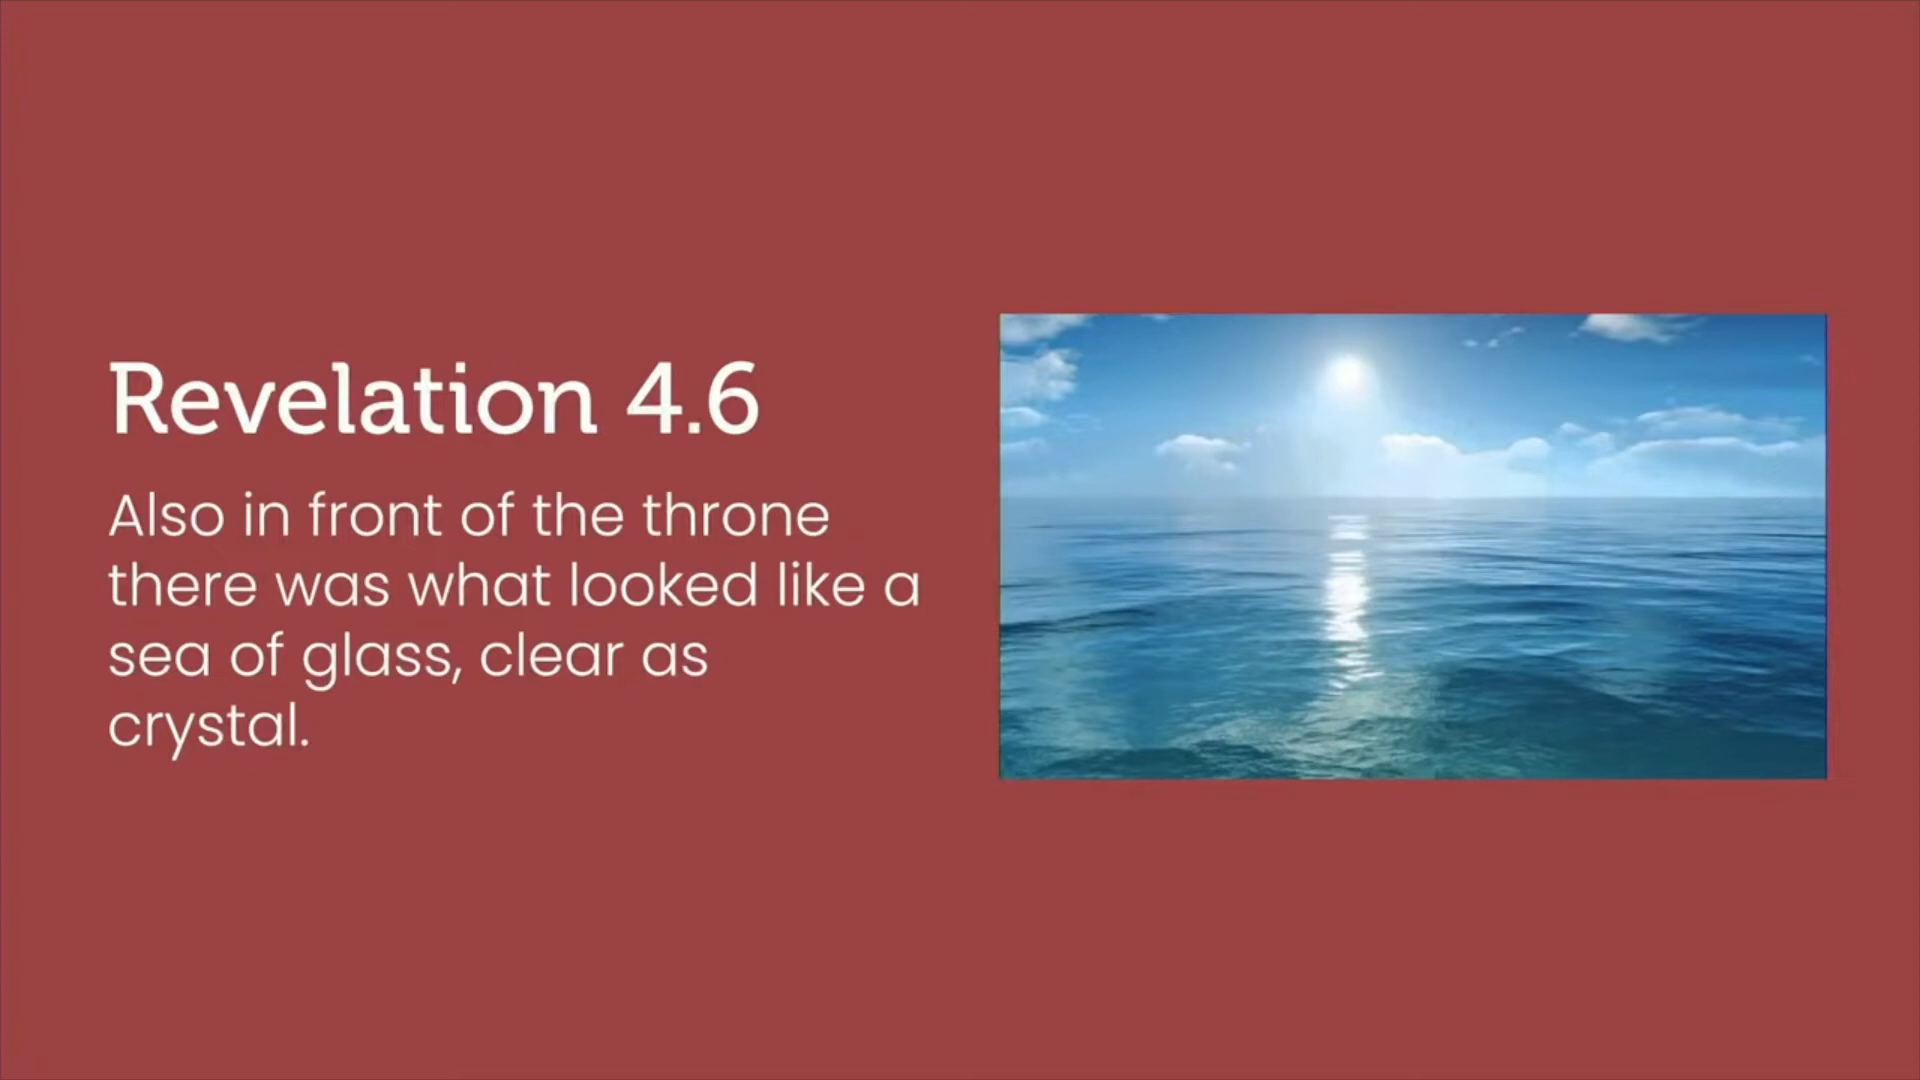 Revelation 4.6
Also in front of the throne
there was what looked like a
sea of glass, clear as
crystal.